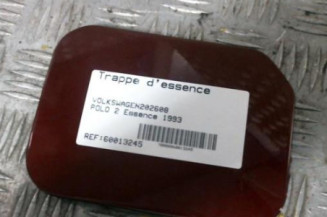 Trappe d'essence
VOLKSWAGEN202608
POLO 2 Essence 1993
REF:60013245